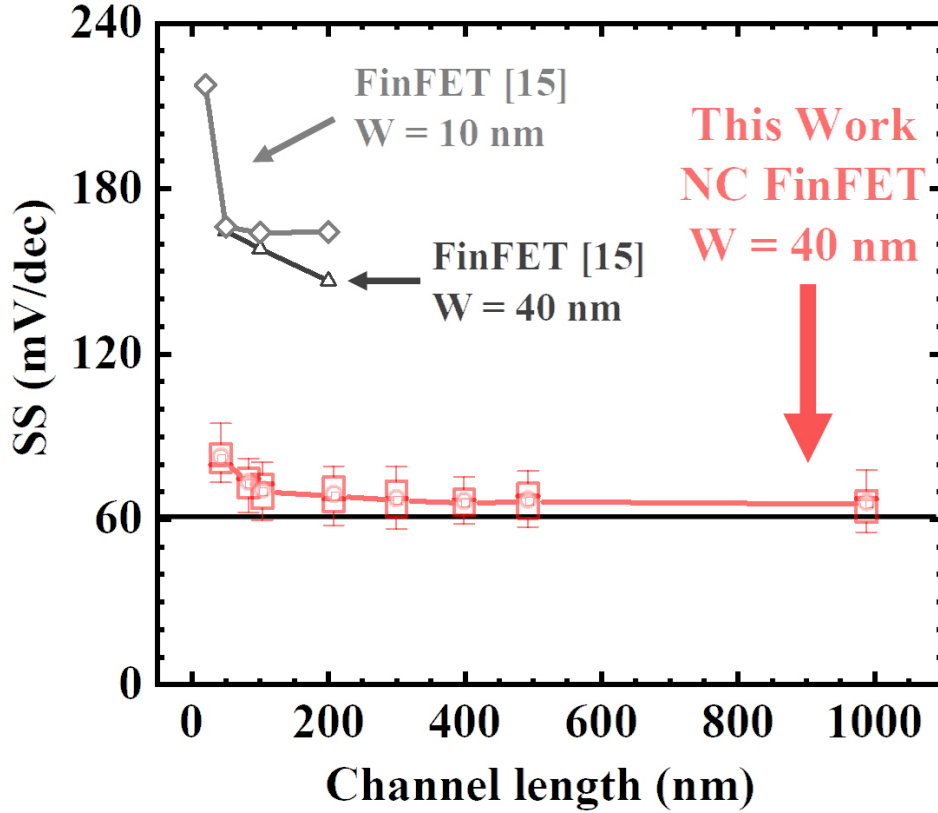 240
180
120
60
0
SS (mV/dec)
FinFET [15]
W = 10 nm
FinFET [15]
W = 40 nm
This Work
NC FinFET
W = 40 nm
0 200 400 600 800 1000
Channel length (nm)